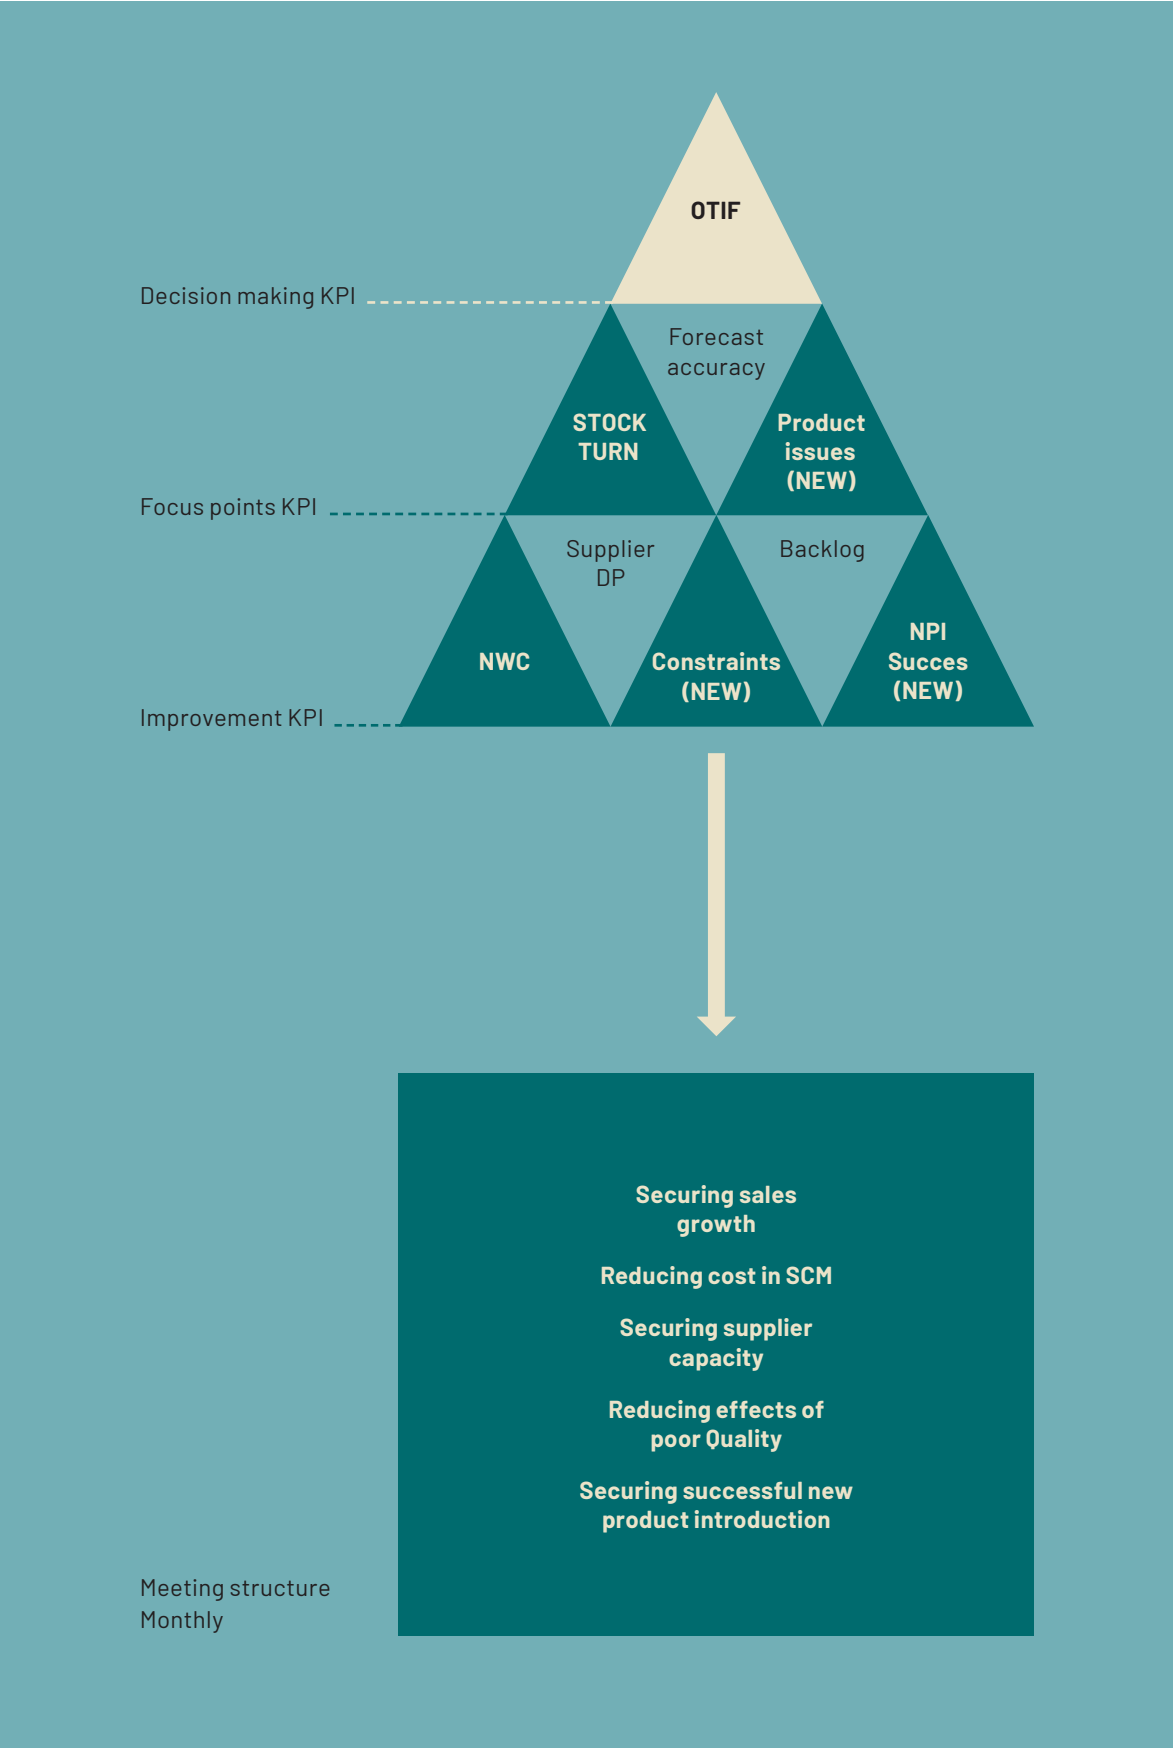 OTIF
Decision making KPI
Forecast
accuracy
STOCK
TURN
Product
issues
(NEW)
Focus points KPI
Supplier
DP
Backlog
NWC
Constraints
(NEW)
NPI
Succes
(NEW)
Improvement KPI
Securing sales
growth
Reducing cost in SCM
Securing supplier
capacity
Reducing effects of
poor Quality
Securing successful new
product introduction
Meeting structure
Monthly